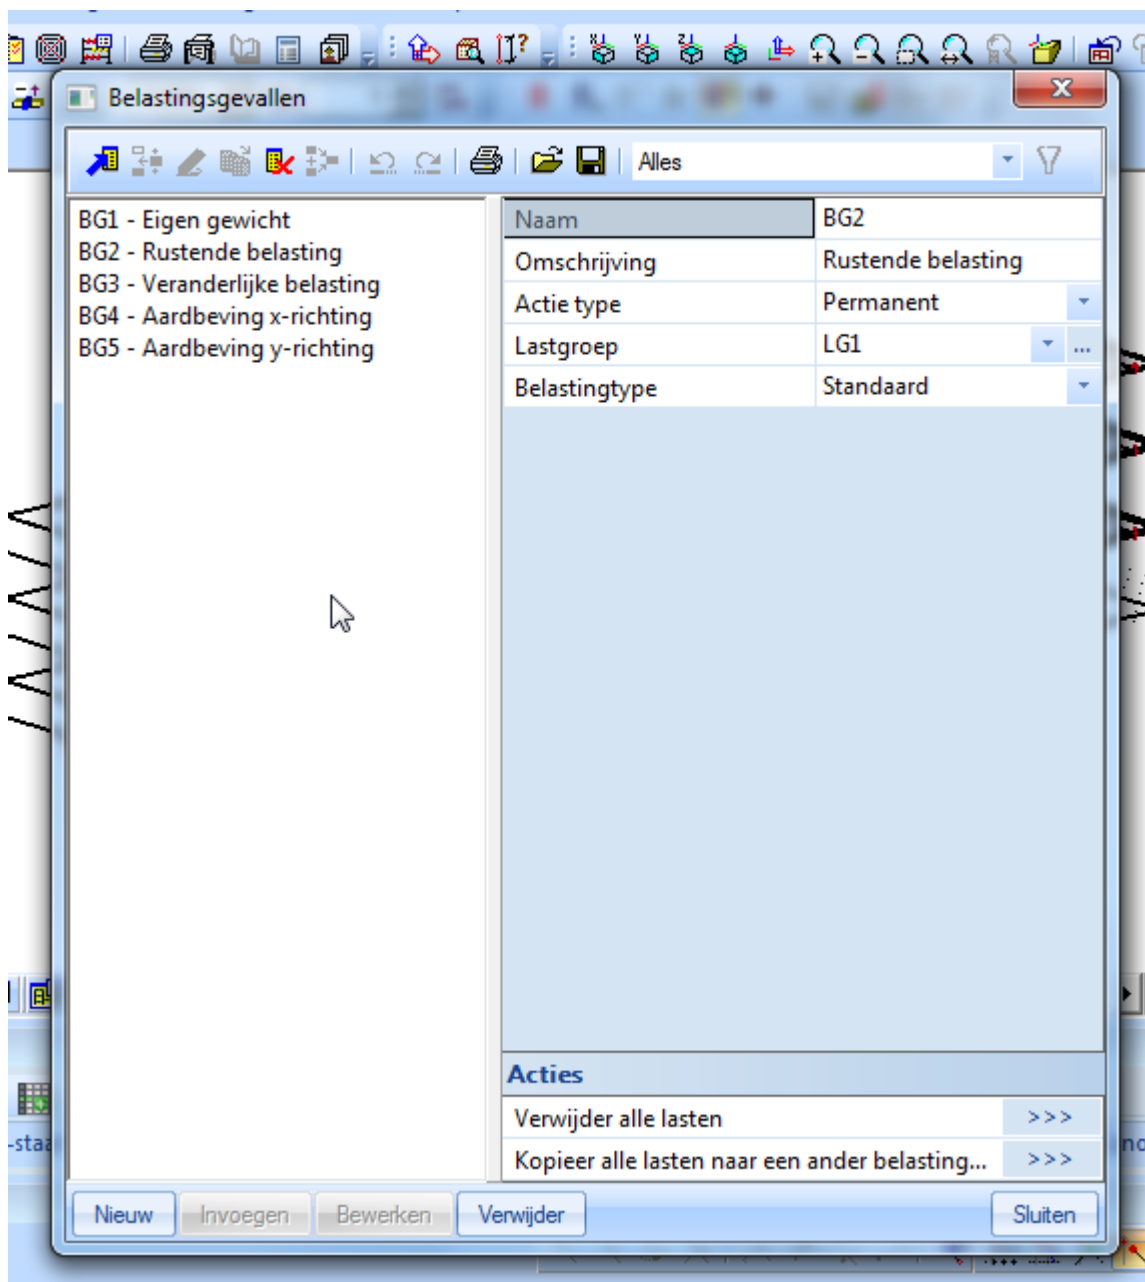 Belastingsgevallen
Alles
BG1 - Eigen gewicht
BG2 - Rustende belasting
BG3 - Veranderlijke belasting
BG4 - Aardbeving x-richting
BG5 - Aardbeving y-richting
Naam BG2
Omschrijving Rustende belasting
Actie type Permanent
Lastgroep LG1 ...
Belastingtype Standaard
Acties
Verwijder alle lasten >>>
Kopieer alle lasten naar een ander belasting... >>>
-staa
Nieuw Invoegen Bewerken Verwijder Sluiten